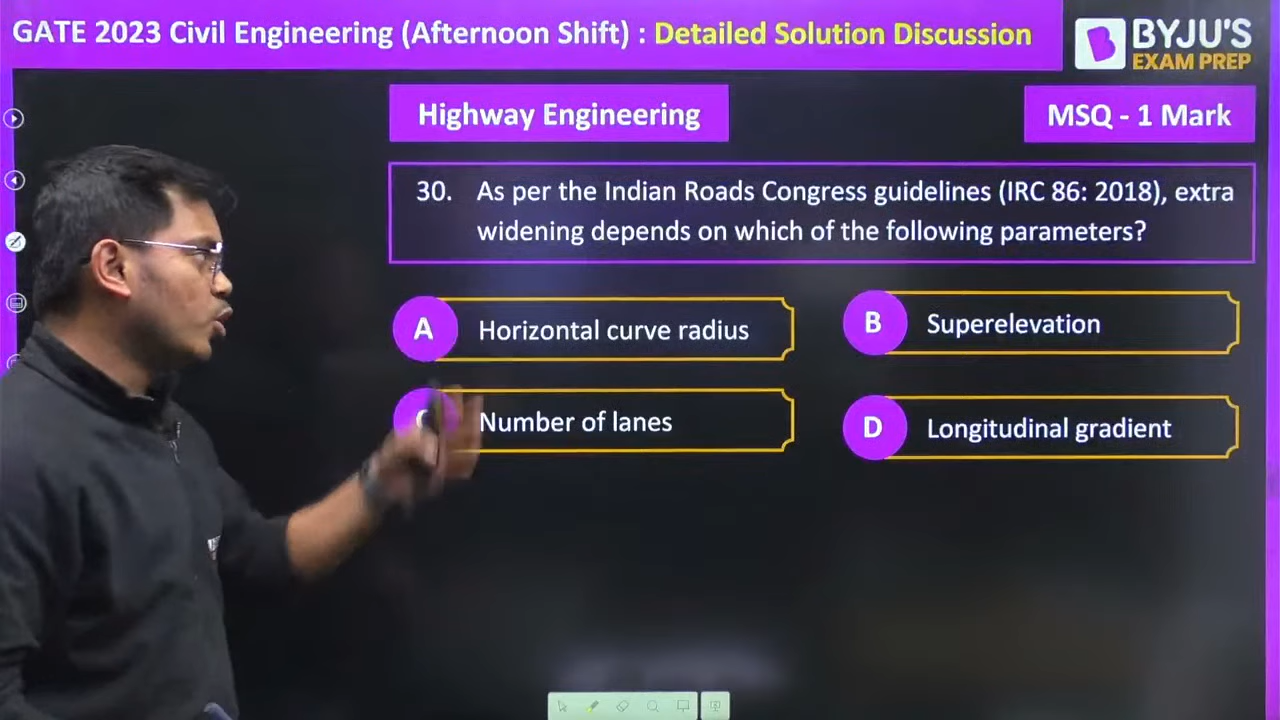 GATE 2023 Civil Engineering (Afternoon Shift) : Detailed Solution Discussion
BYJU'S
EXAM PREP
Highway Engineering
MSQ - 1 Mark
30. As per the Indian Roads Congress guidelines (IRC 86: 2018), extra
widening depends on which of the following parameters?
A Horizontal curve radius
B Superelevation
Number of lanes
D Longitudinal gradient